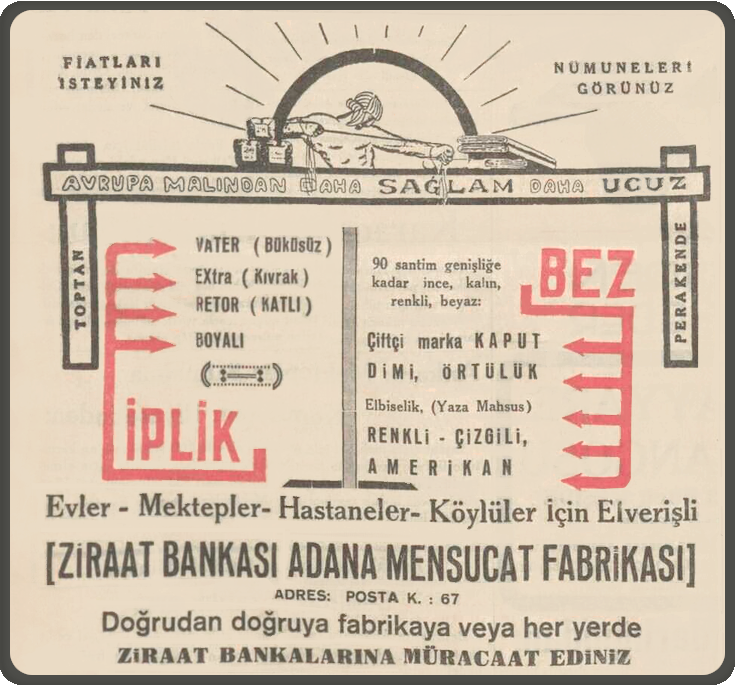 FİATLARI
İSTEYİNİZ
NÜMUNELERİ
GÖRÜNÜZ
AVRUPA MALINDAN DAHA SAĞLAM DAHA UCUZ
TOPTAN
VATER (BÜKÜSÜZ)
EXtra (Kıvrak)
RETOR (KATLI)
BOYALI
İPLİK
PERAKENDE
BEZ
90 santim genişliğe
kadar ince, kalın,
renkli, beyaz:
Çiftçi marka KAPUT
DİMİ, ÖRTÜLÜK
Elbiselik, (Yaza Mahsus)
RENKLİ - ÇİZGİLİ,
AMERİKAN
Evler - Mektepler- Hastaneler- Köylüler için Elverişli
[ZİRAAT BANKASI ADANA MENSUCAT FABRİKASI]
ADRES: POSTA K. : 67
Doğrudan doğruya fabrikaya veya her yerde
ZİRAAT BANKALARINA MÜRACAAT EDİNİZ